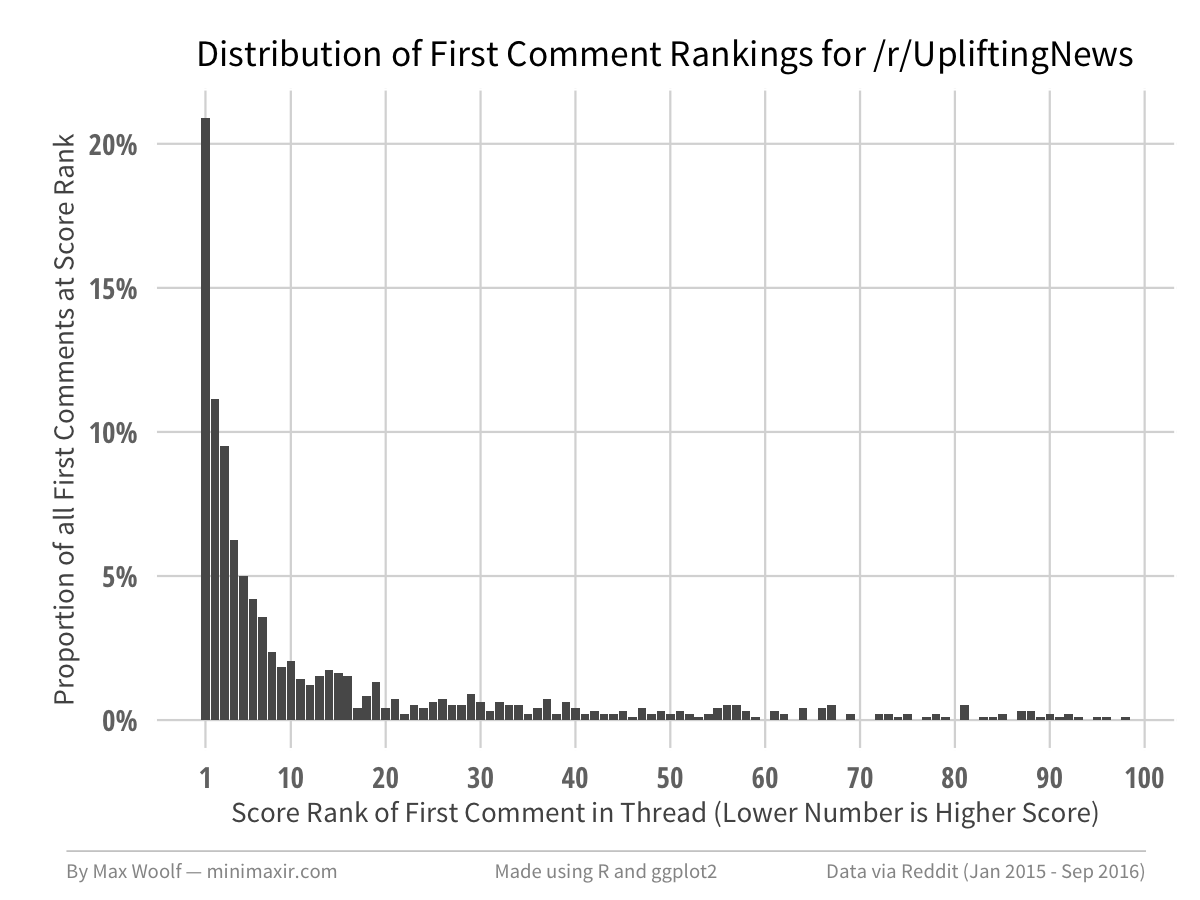 Distribution of First Comment Rankings for /r/UpliftingNews
Proportion of all First Comments at Score Rank
20%
15%
10%
5%
0%
1 10 20 30 40 50 60 70 80 90 100
Score Rank of First Comment in Thread (Lower Number is Higher Score)
By Max Woolf — minimaxir.com Made using R and ggplot2 Data via Reddit (Jan 2015 - Sep 2016)